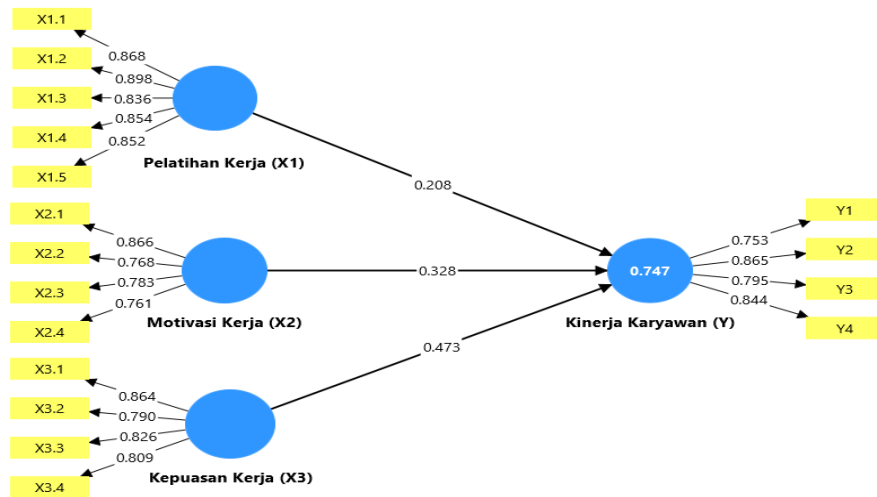 X1.1
0.868
X1.2
0.898
X1.3
0.836
X1.4
0.854
X1.5
0.852
Pelatihan Kerja (X1)
0.208
X2.1
0.866
X2.2
0.768
X2.3
0.783
X2.4
0.761
Motivasi Kerja (X2)
0.328
X3.1
0.864
X3.2
0.790
X3.3
0.826
X3.4
0.809
Kepuasan Kerja (X3)
0.473
0.747
Kinerja Karyawan (Y)
Y1
0.753
Y2
0.865
Y3
0.795
Y4
0.844